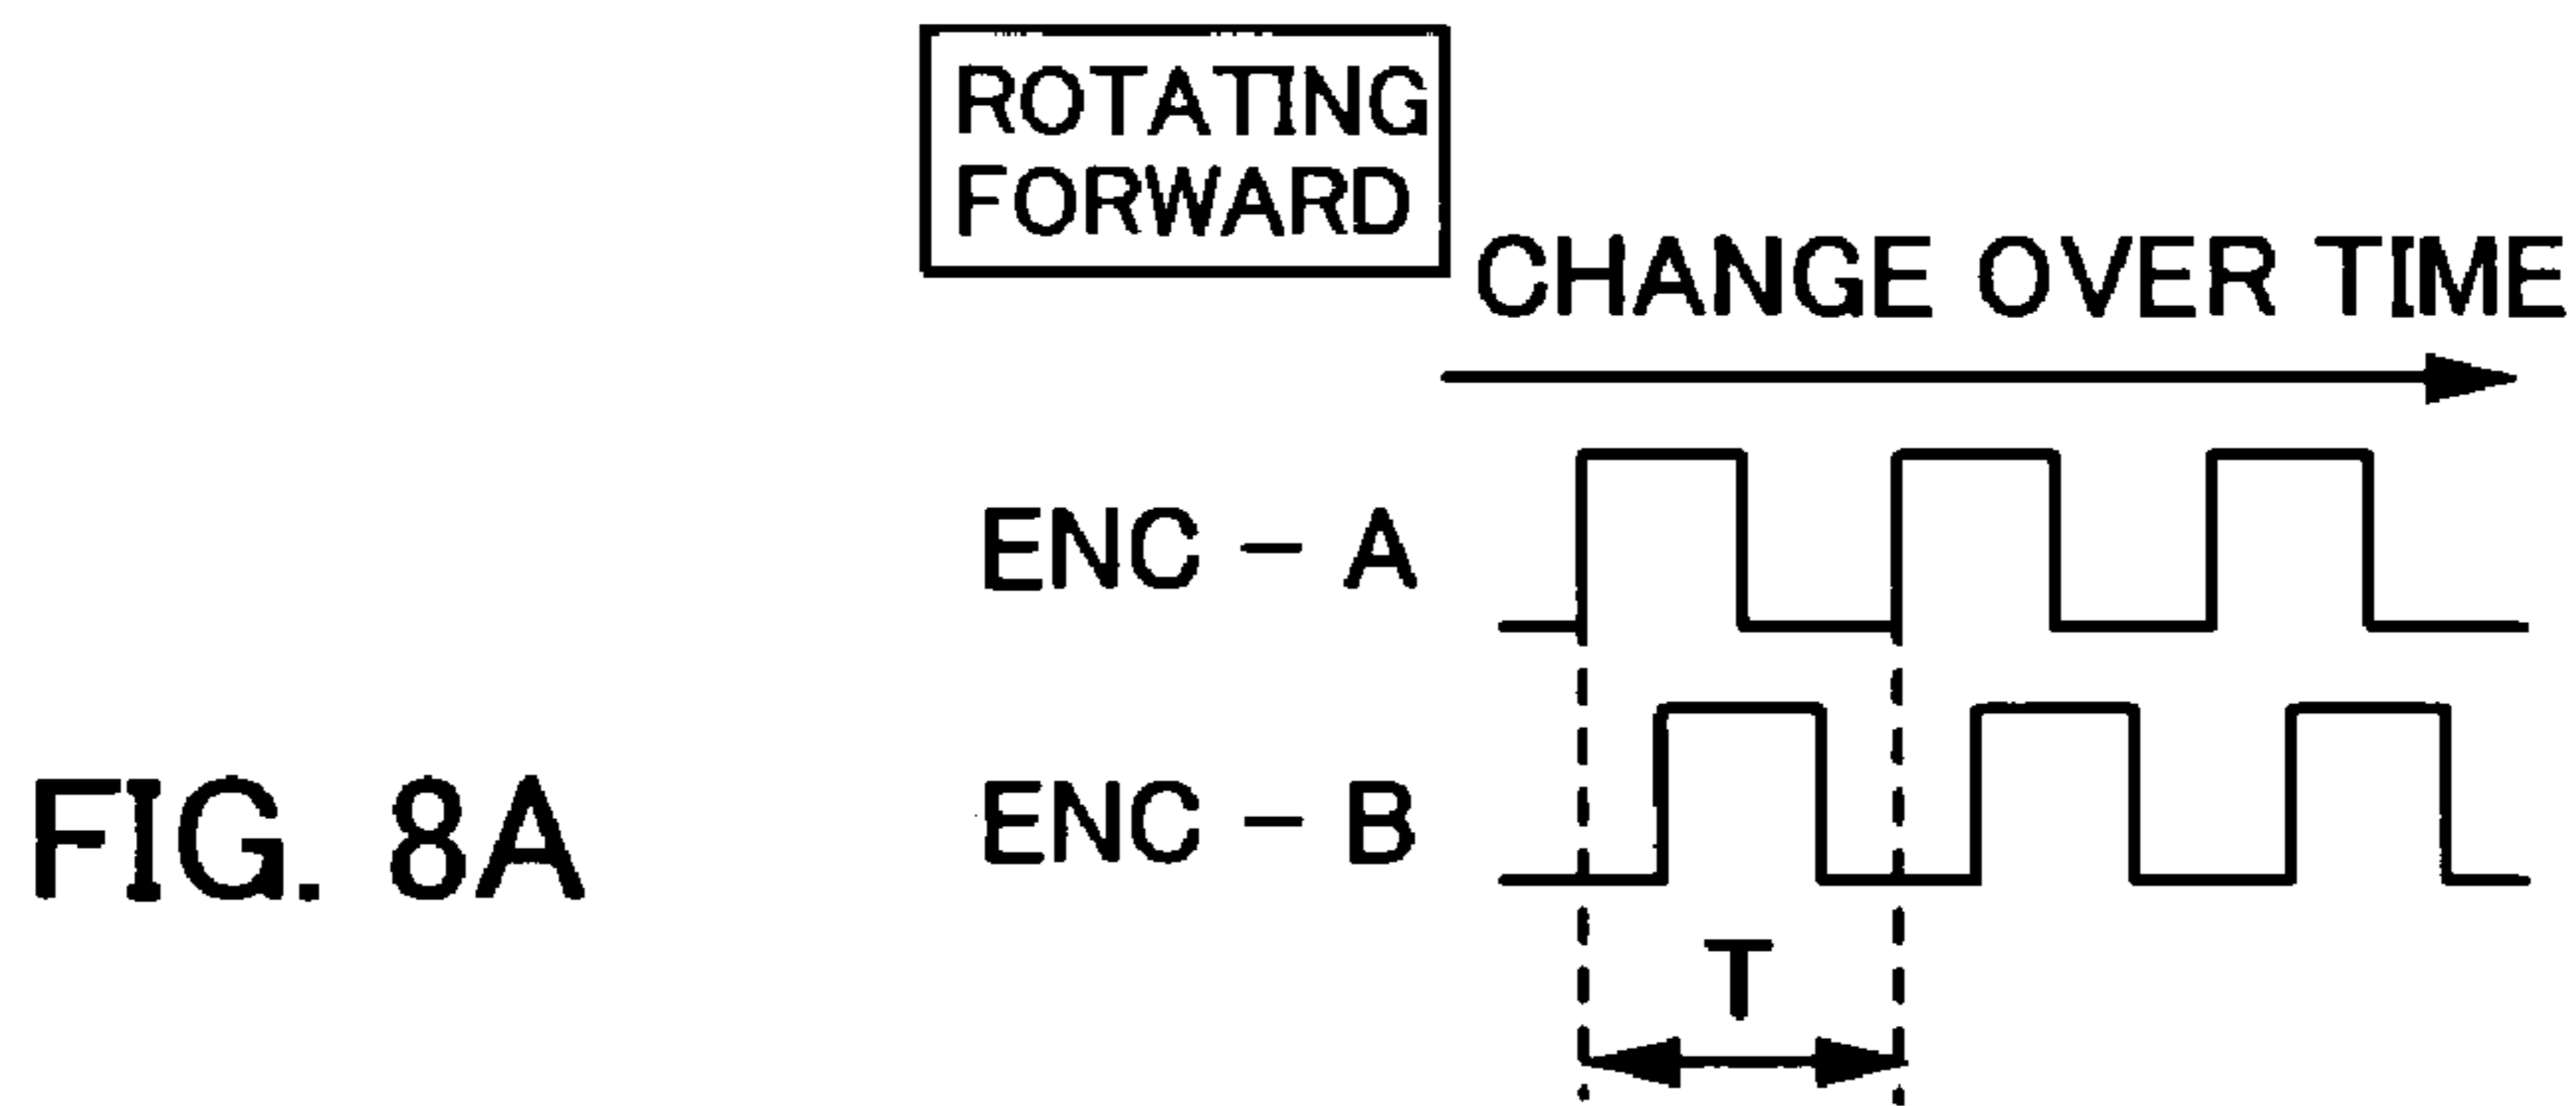 ROTATING
FORWARD
CHANGE OVER TIME
ENC - A
ENC - B
T
FIG. 8A